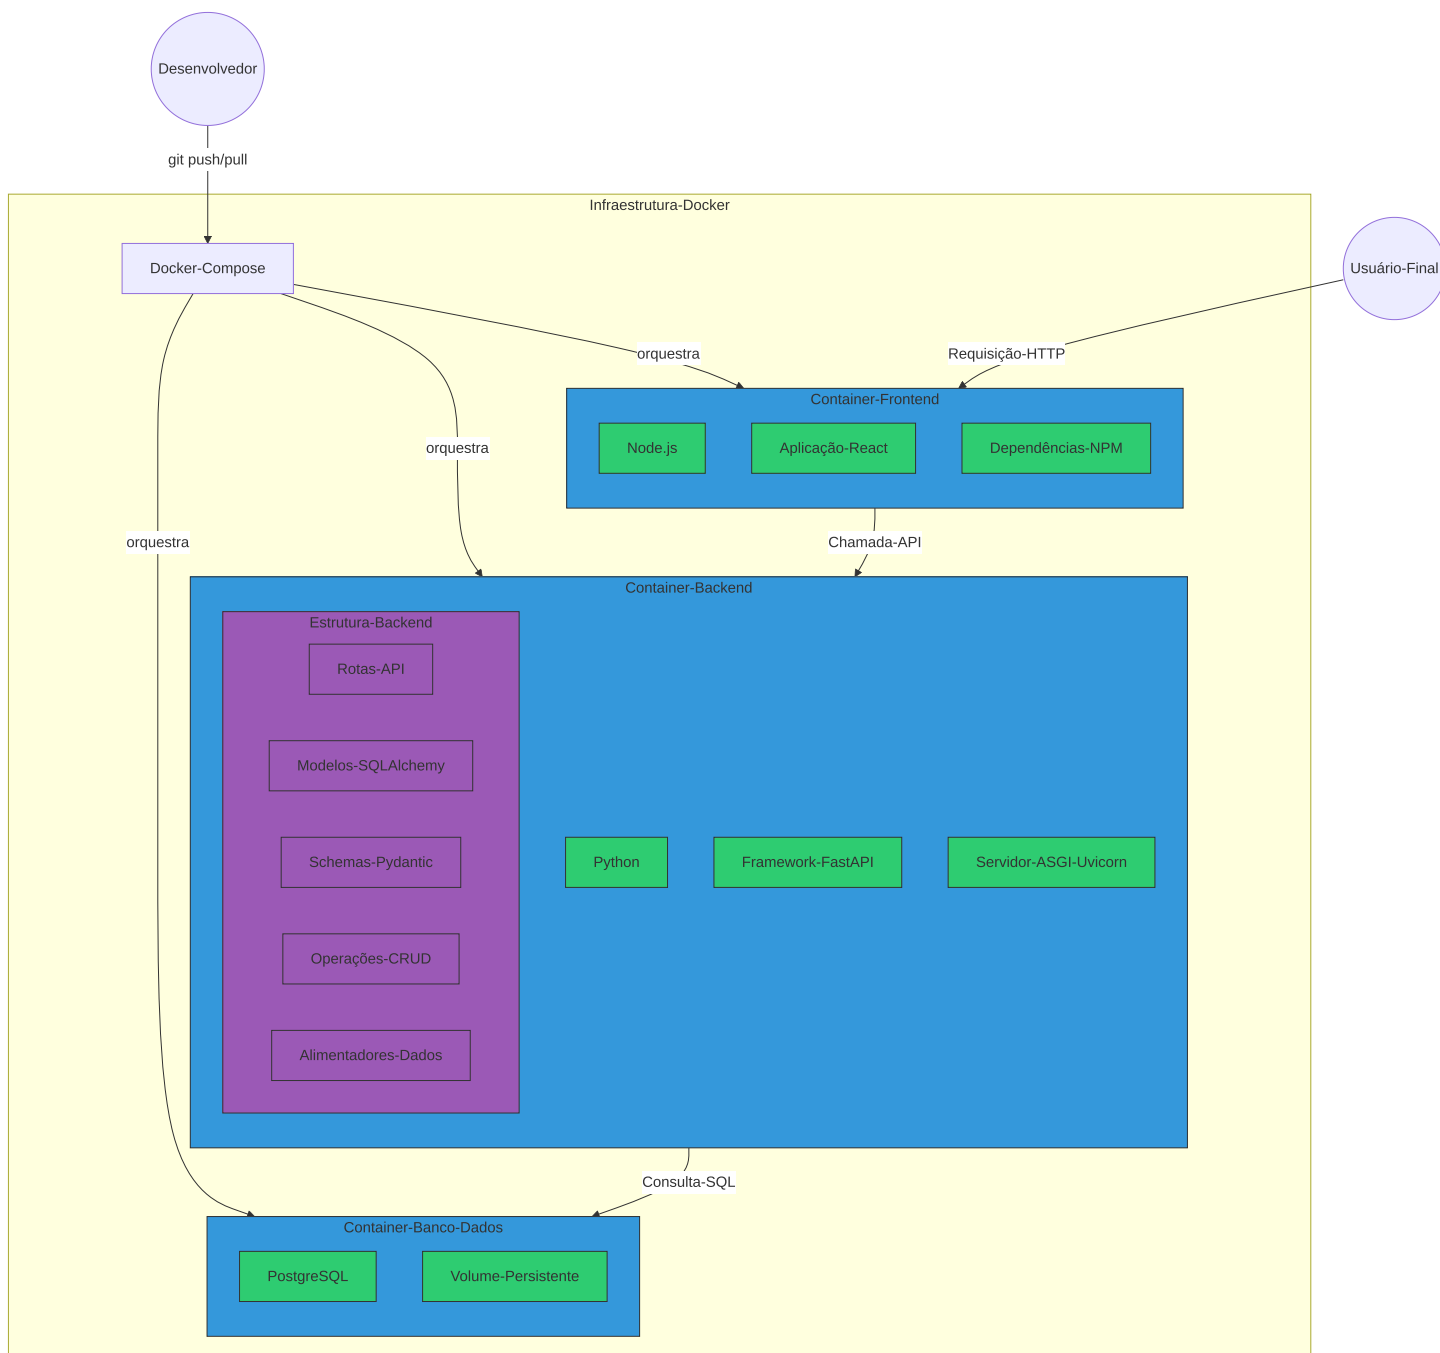 Desenvolvedor
git push/pull
Infraestrutura-Docker
Docker-Compose
Usuário-Final
orquestra
Requisição-HTTP
Container-Frontend
Node.js
Aplicação-React
Dependências-NPM
orquestra
orquestra
Chamada-API
Container-Backend
Estrutura-Backend
Rotas-API
Modelos-SQLAlchemy
Schemas-Pydantic
Python
Framework-FastAPI
Servidor-ASGI-Uvicorn
Operações-CRUD
Alimentadores-Dados
Consulta-SQL
Container-Banco-Dados
PostgreSQL
Volume-Persistente